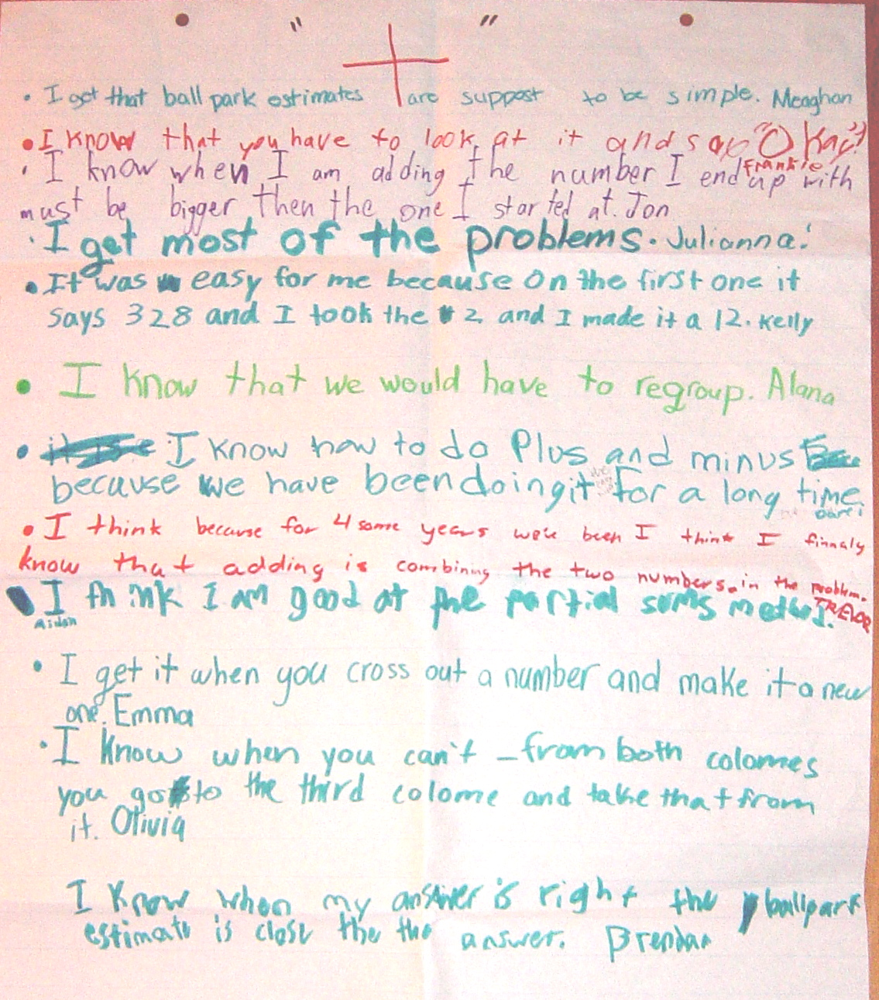 " "
+
• I get that ball park estimates are suppost to be simple. Meaghan
• I know that you have to look at it and say "O kay"!
Frankie
• I know when I am adding the number I end up with
must be bigger then the one I started at. Jon
• I get most of the problems. Julianna!
• It was easy for me because on the first one it
says 328 and I took the 2 and I made it a 12. Kelly
• I know that we would have to regroup. Alana
• I know how to do Plus and minus
because we have been doing it for a long time.
• I think because for 4 some years we've been I think I finnaly
know that adding is combining the two numbers in the problem.
TREVOR
• I think I am good at the partial sums method.
Aidan
• I get it when you cross out a number and make it a new
one. Emma
• I know when you can't – from both colomes
you go to the third colome and take that from
it. Olivia
I know when my answer is right the ballpark
estimate is close the the answer. Brendan